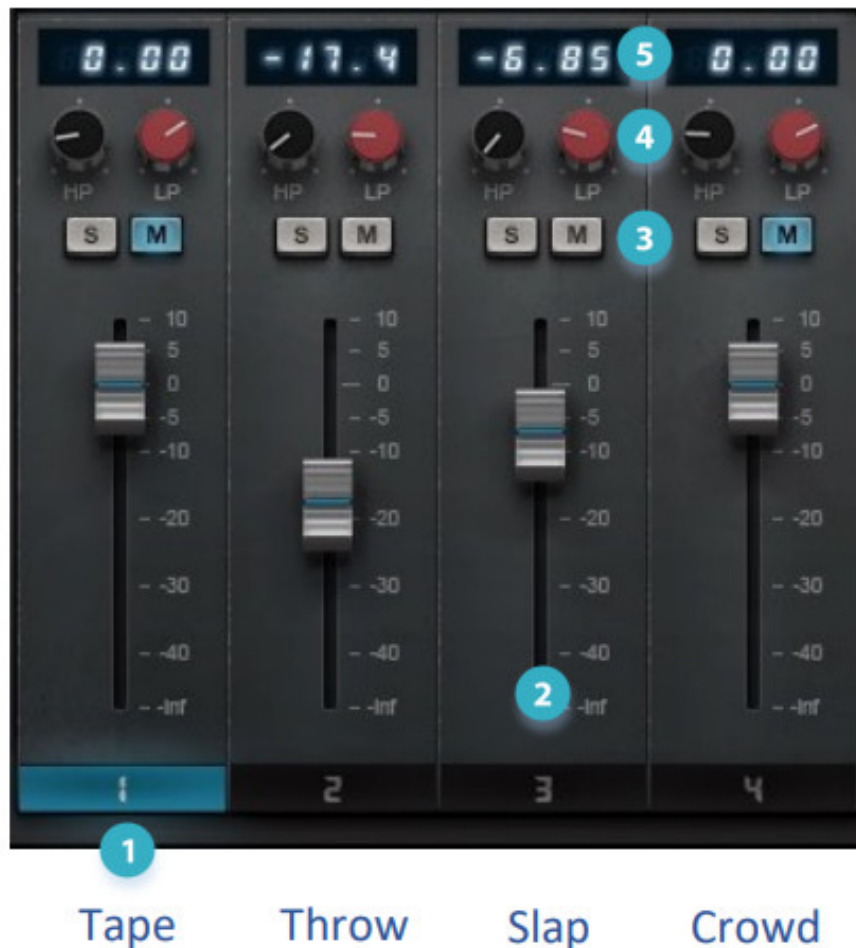 0.00 -17.4 -6.85 5 0.00
4
HP LP HP LP HP LP HP LP
S M S M S M 3 S M
10 10 10 10
5 5 5 5
0 0 0 0
-5 -5 -5 -5
-10 -10 -10 -10
-20 -20 -20 -20
-30 -30 -30 -30
-40 -40 -40 -40
2
-Inf -Inf -Inf -Inf
1 2 3 4
1
Tape Throw Slap Crowd